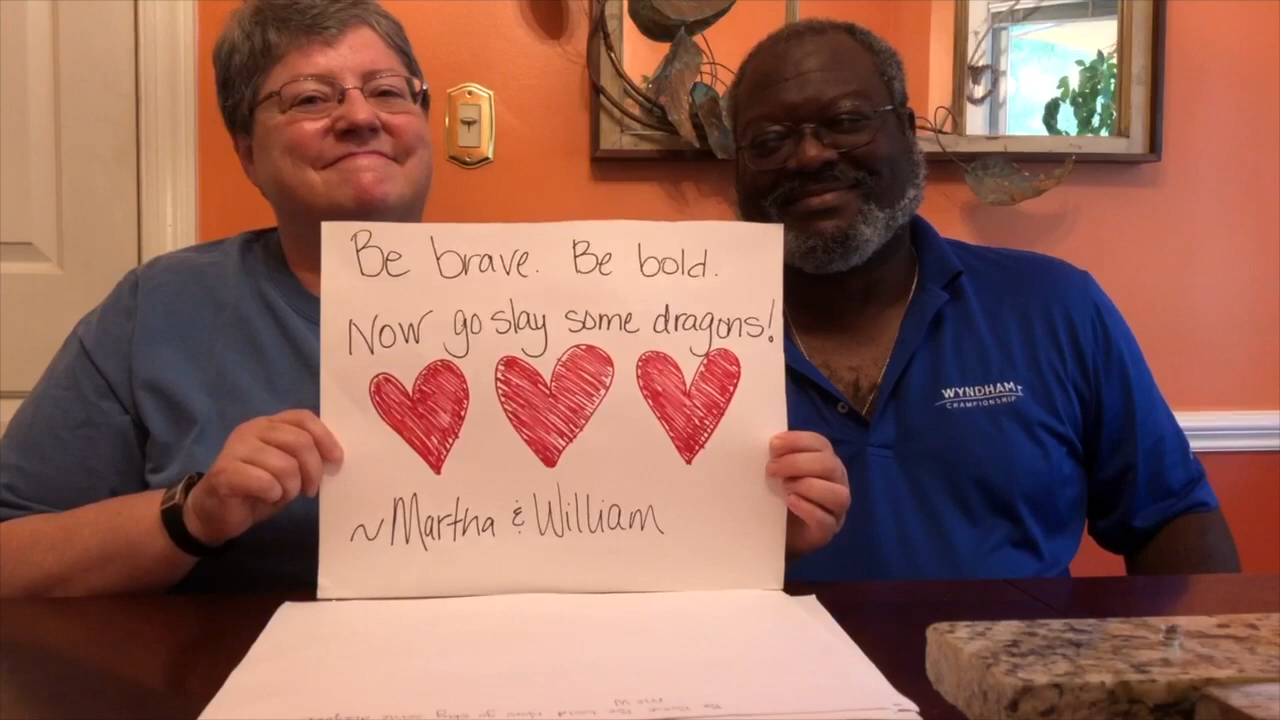 Be brave. Be bold.
Now go slay some dragons!
~Martha & William
WYNDHAM
CHAMPIONSHIP